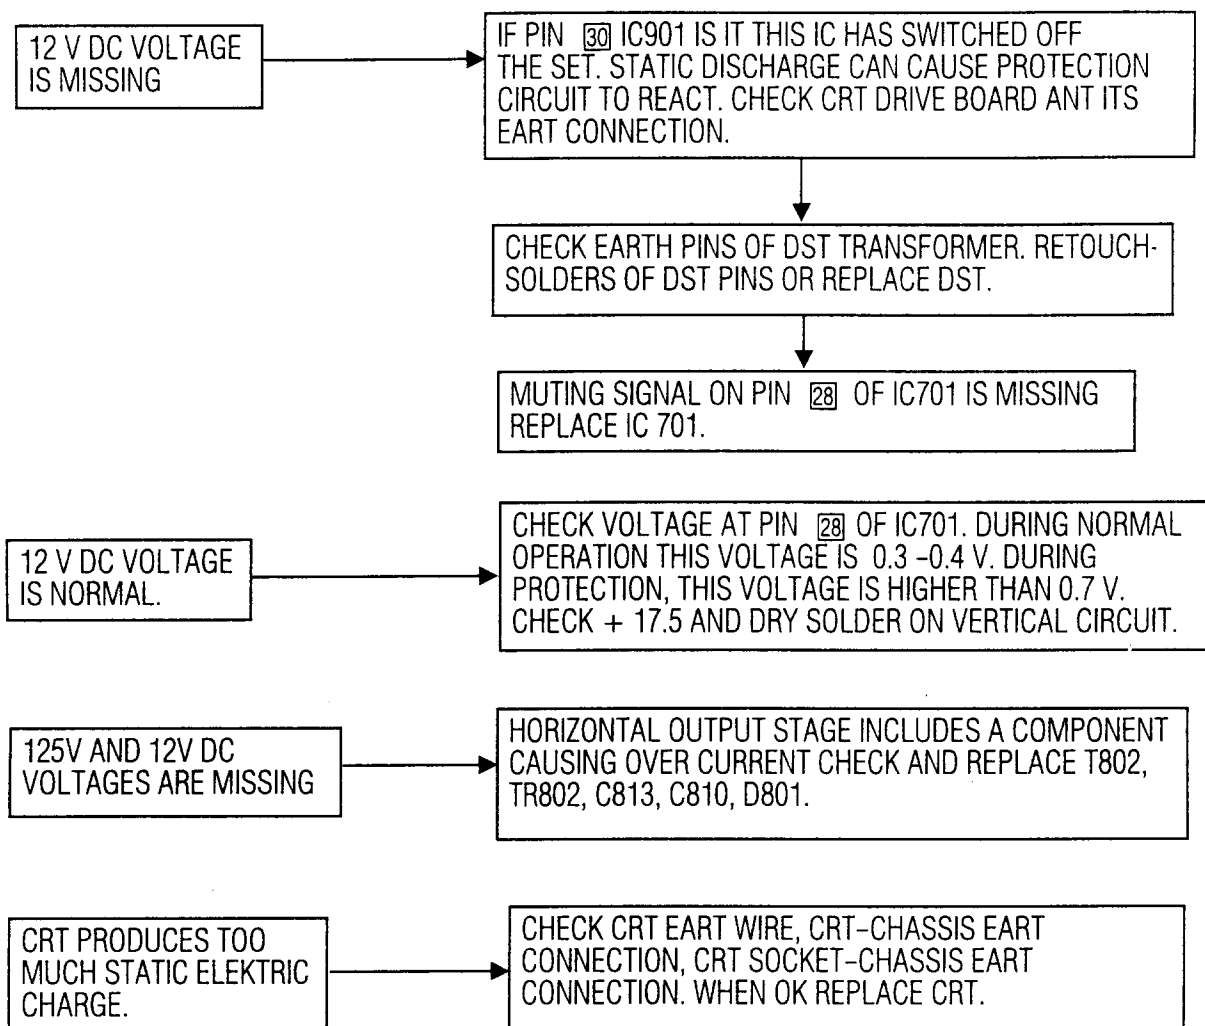 12 V DC VOLTAGE
IS MISSING
IF PIN 30 IC901 IS IT THIS IC HAS SWITCHED OFF
THE SET. STATIC DISCHARGE CAN CAUSE PROTECTION
CIRCUIT TO REACT. CHECK CRT DRIVE BOARD ANT ITS
EART CONNECTION.
CHECK EARTH PINS OF DST TRANSFORMER. RETOUCH-
SOLDERS OF DST PINS OR REPLACE DST.
MUTING SIGNAL ON PIN 28 OF IC701 IS MISSING
REPLACE IC 701.
12 V DC VOLTAGE
IS NORMAL.
CHECK VOLTAGE AT PIN 28 OF IC701. DURING NORMAL
OPERATION THIS VOLTAGE IS 0.3 -0.4 V. DURING
PROTECTION, THIS VOLTAGE IS HIGHER THAN 0.7 V.
CHECK + 17.5 AND DRY SOLDER ON VERTICAL CIRCUIT.
125V AND 12V DC
VOLTAGES ARE MISSING
HORIZONTAL OUTPUT STAGE INCLUDES A COMPONENT
CAUSING OVER CURRENT CHECK AND REPLACE T802,
TR802, C813, C810, D801.
CRT PRODUCES TOO
MUCH STATIC ELEKTRIC
CHARGE.
CHECK CRT EART WIRE, CRT-CHASSIS EART
CONNECTION, CRT SOCKET-CHASSIS EART
CONNECTION. WHEN OK REPLACE CRT.